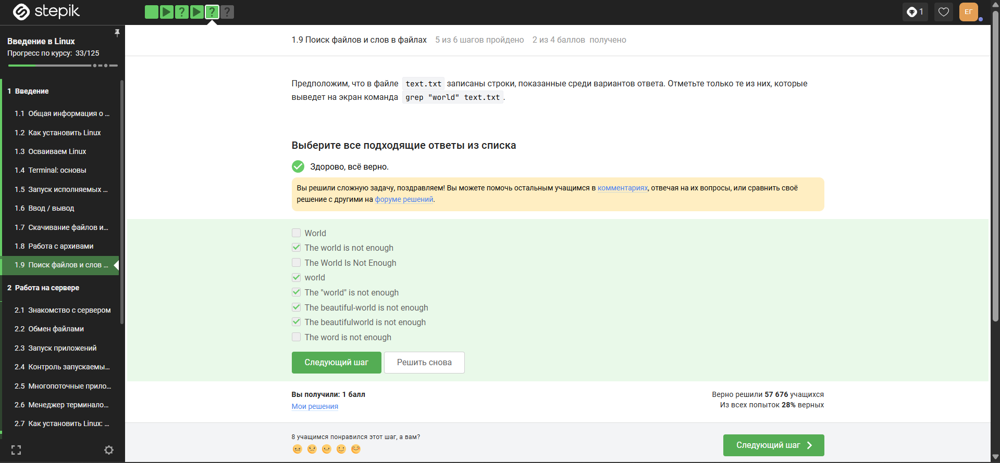 stepik
1
ЕГ
Введение в Linux
Прогресс по курсу: 33/125
1 Введение
1.1 Общая информация о ...
1.2 Как установить Linux
1.3 Осваиваем Linux
1.4 Terminal: основы
1.5 Запуск исполняемых ...
1.6 Ввод / вывод
1.7 Скачивание файлов и...
1.8 Работа с архивами
1.9 Поиск файлов и слов ...
2 Работа на сервере
2.1 Знакомство с сервером
2.2 Обмен файлами
2.3 Запуск приложений
2.4 Контроль запускаемы...
2.5 Многопоточные прило...
2.6 Менеджер терминало...
2.7 Как установить Linux: ...
1.9 Поиск файлов и слов в файлах 5 из 6 шагов пройдено 2 из 4 баллов получено
Предположим, что в файле text.txt записаны строки, показанные среди вариантов ответа. Отметьте только те из них, которые
выведет на экран команда grep "world" text.txt.
Выберите все подходящие ответы из списка
Здорово, всё верно.
Вы решили сложную задачу, поздравляем! Вы можете помочь остальным учащимся в комментариях, отвечая на их вопросы, или сравнить своё
решение с другими на форуме решений.
World
The world is not enough
The World Is Not Enough
world
The "world" is not enough
The beautiful-world is not enough
The beautifulworld is not enough
The word is not enough
Следующий шаг
Решить снова
Вы получили: 1 балл
Мои решения
Верно решили 57 676 учащихся
Из всех попыток 28% верных
8 учащимся понравился этот шаг, а вам?
Следующий шаг